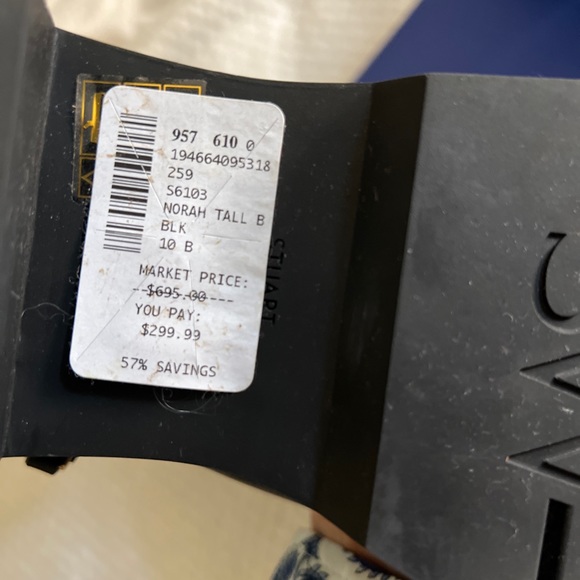 957 610 0
194664095318
259
S6103
NORAH TALL B
BLK
10 B
MARKET PRICE:
$695.00
YOU PAY:
$299.99
57% SAVINGS
STUART